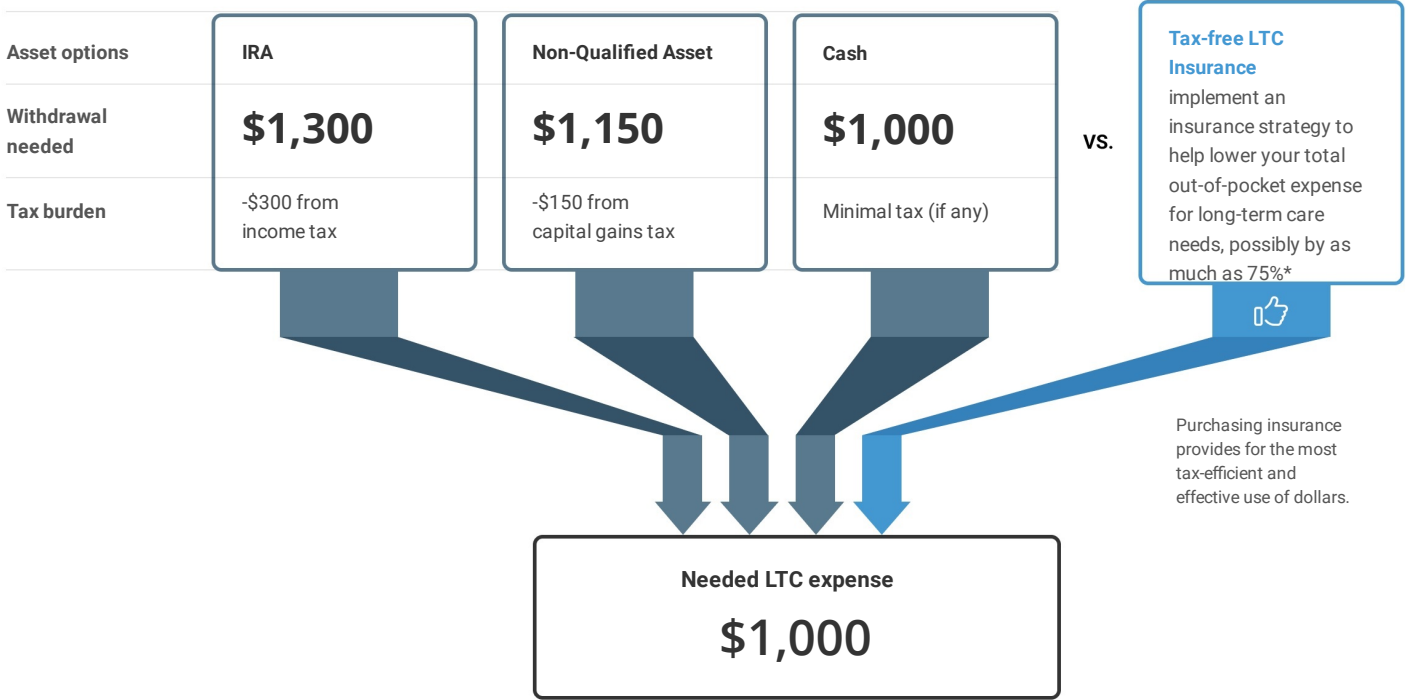 Asset options
IRA
Non-Qualified Asset
Cash
Withdrawal
needed
$1,300
$1,150
$1,000
Tax burden
-$300 from
income tax
-$150 from
capital gains tax
Minimal tax (if any)
VS.
Tax-free LTC
Insurance
implement an
insurance strategy to
help lower your total
out-of-pocket expense
for long-term care
needs, possibly by as
much as 75%*
Purchasing insurance
provides for the most
tax-efficient and
effective use of dollars.
Needed LTC expense
$1,000